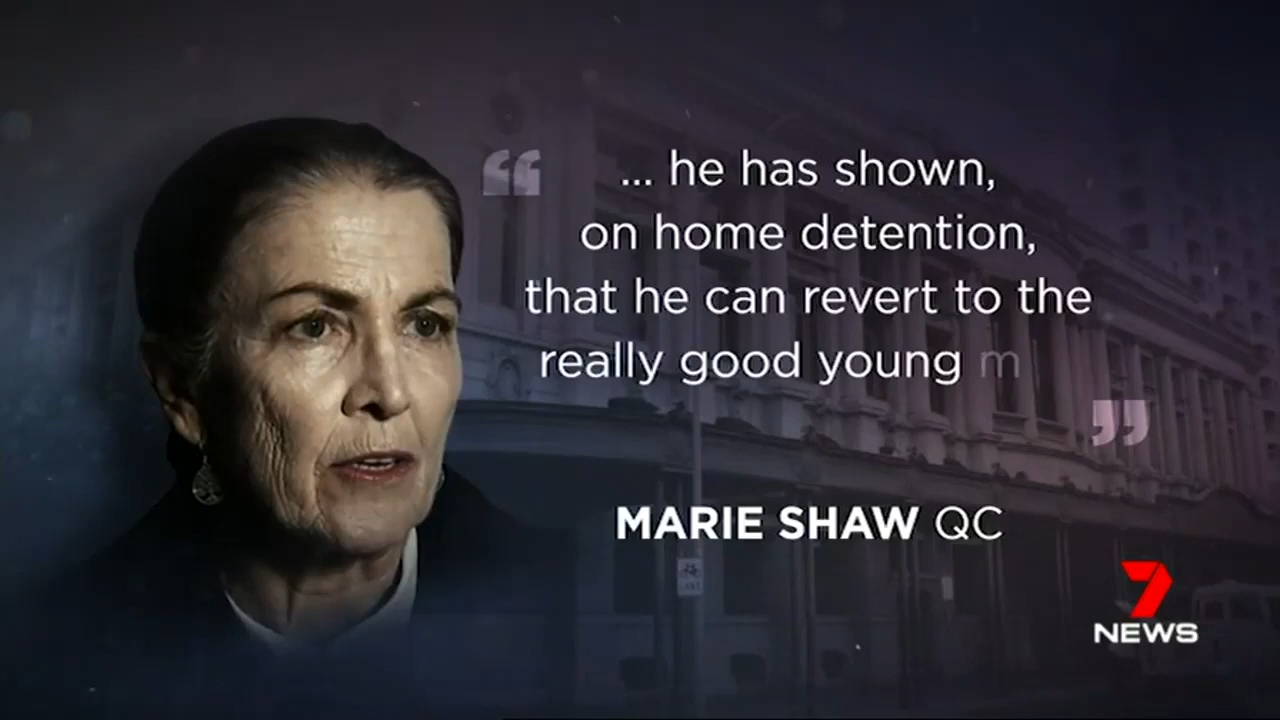 “
... he has shown,
on home detention,
that he can revert to the
really good young m
”
MARIE SHAW QC
7
NEWS